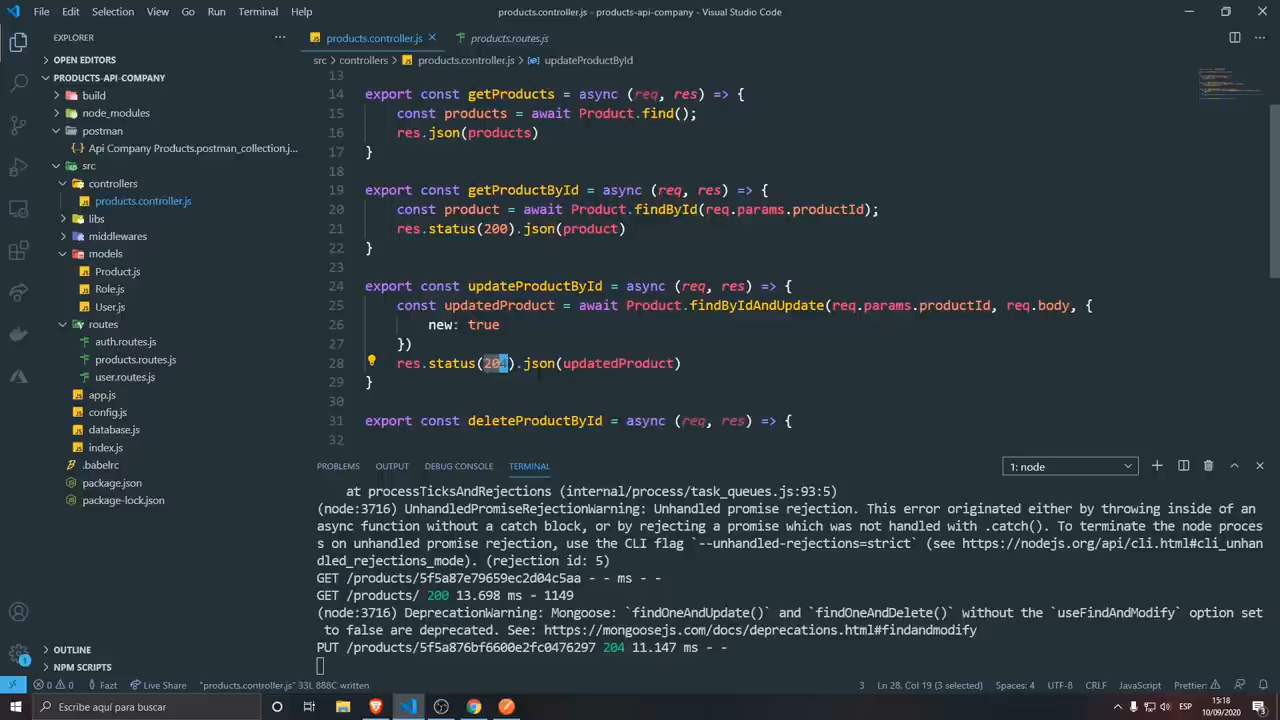 File Edit Selection View Go Run Terminal Help
products.controller.js - products-api-company - Visual Studio Code
EXPLORER
OPEN EDITORS
PRODUCTS-API-COMPANY
build
node_modules
postman
Api Company Products.postman_collection.j...
src
controllers
products.controller.js
libs
middlewares
models
Product.js
Role.js
User.js
routes
auth.routes.js
products.routes.js
user.routes.js
app.js
config.js
database.js
index.js
.babelrc
package.json
package-lock.json
OUTLINE
NPM SCRIPTS
products.controller.js
products.routes.js
src > controllers > products.controller.js > updateProductById
13
14 export const getProducts = async (req, res) => {
15 const products = await Product.find();
16 res.json(products)
17 }
18
19 export const getProductById = async (req, res) => {
20 const product = await Product.findById(req.params.productId);
21 res.status(200).json(product)
22 }
23
24 export const updateProductById = async (req, res) => {
25 const updatedProduct = await Product.findByIdAndUpdate(req.params.productId, req.body, {
26 new: true
27 })
28 res.status(204).json(updatedProduct)
29 }
30
31 export const deleteProductById = async (req, res) => {
32
PROBLEMS OUTPUT DEBUG CONSOLE TERMINAL
1: node
at processTicksAndRejections (internal/process/task_queues.js:93:5)
(node:3716) UnhandledPromiseRejectionWarning: Unhandled promise rejection. This error originated either by throwing inside of an
async function without a catch block, or by rejecting a promise which was not handled with .catch(). To terminate the node proces
s on unhandled promise rejection, use the CLI flag `--unhandled-rejections=strict` (see https://nodejs.org/api/cli.html#cli_unhan
dled_rejections_mode). (rejection id: 5)
GET /products/5f5a87e79659ec2d04c5aa - - ms - -
GET /products/ 200 13.698 ms - 1149
(node:3716) DeprecationWarning: Mongoose: `findOneAndUpdate()` and `findOneAndDelete()` without the `useFindAndModify` option set
to false are deprecated. See: https://mongoosejs.com/docs/deprecations.html#findandmodify
PUT /products/5f5a876bf6600e2fc0476297 204 11.147 ms - -
0 0 Fazt Live Share "products.controller.js" 33L 888C written
3 Ln 28, Col 19 (3 selected) Spaces: 4 UTF-8 CRLF JavaScript Prettier:
1
Escribe aquí para buscar
ESP
15:18
10/09/2020
3